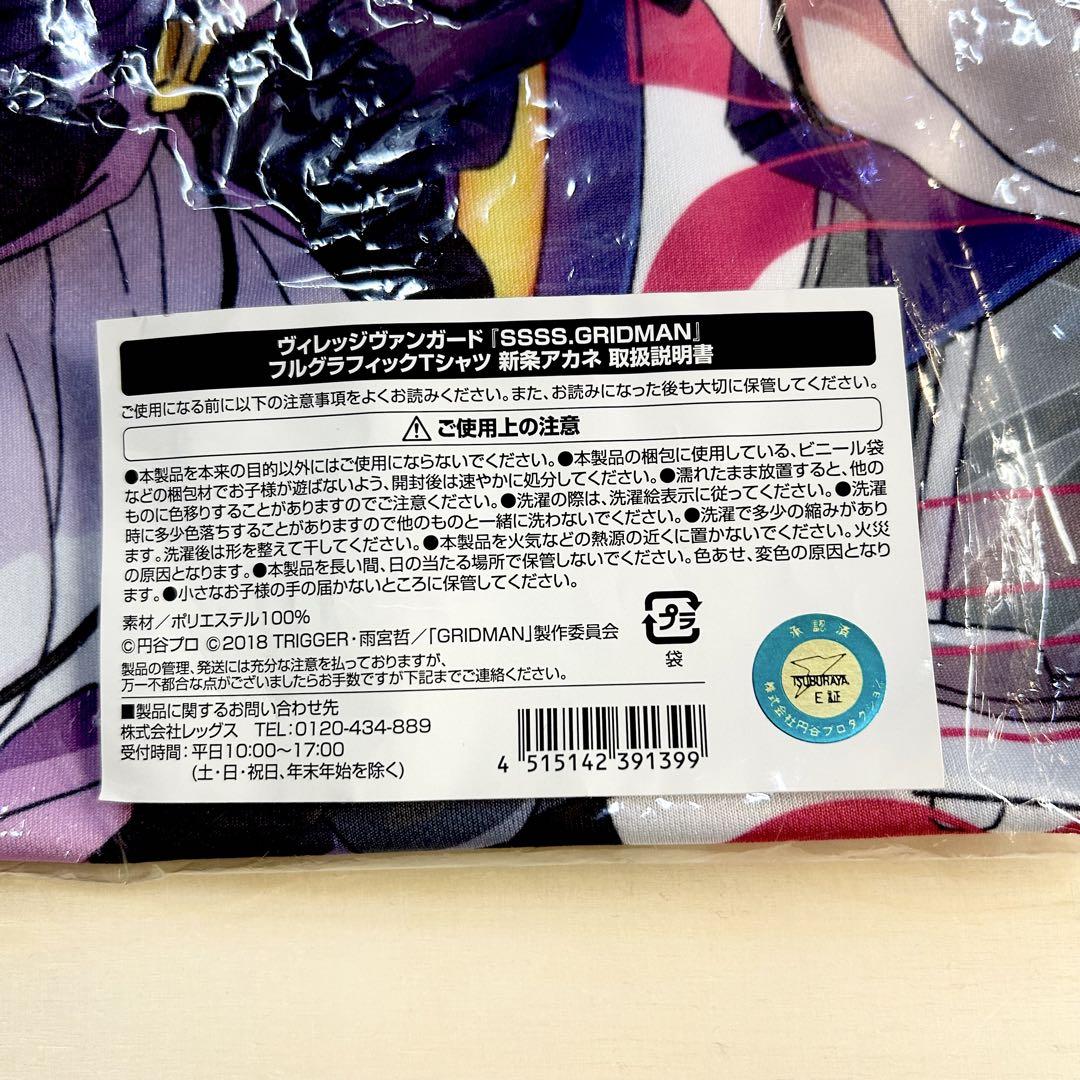 ヴィレッジヴァンガード『SSSS.GRIDMAN』
フルグラフィックTシャツ 新条アカネ 取扱説明書
ご使用になる前に以下の注意事項をよくお読みください。また、お読みになった後も大切に保管してください。
ご使用上の注意
●本製品を本来の目的以外にはご使用にならないでください。●本製品の梱包に使用している、ビニール袋
などの梱包材でお子様が遊ばないよう、開封後は速やかに処分してください。●濡れたまま放置すると、他の
ものに色移りすることがありますのでご注意ください。●洗濯の際は、洗濯絵表示に従ってください。●洗濯
時に多少色落ちすることがありますので他のものと一緒に洗わないでください。●洗濯で多少の縮みがあり
ます。洗濯後は形を整えて干してください。●本製品を火気などの熱源の近くに置かないでください。火災
の原因となります。●本製品を長い間、日の当たる場所で保管しないでください。色あせ、変色の原因となり
ます。●小さなお子様の手の届かないところに保管してください。
素材/ポリエステル100%
©円谷プロ ©2018 TRIGGER・雨宮哲/「GRIDMAN」製作委員会
製品の管理、発送には充分な注意を払っておりますが、
万一不都合な点がございましたらお手数ですが下記までご連絡ください。
■製品に関するお問い合わせ先
株式会社レッグス TEL:0120-434-889
受付時間:平日10:00〜17:00
(土・日・祝日、年末年始を除く)
プラ
袋
4 515142 391399
承認済
TSUBURAYA
E証
株式会社円谷プロダクション